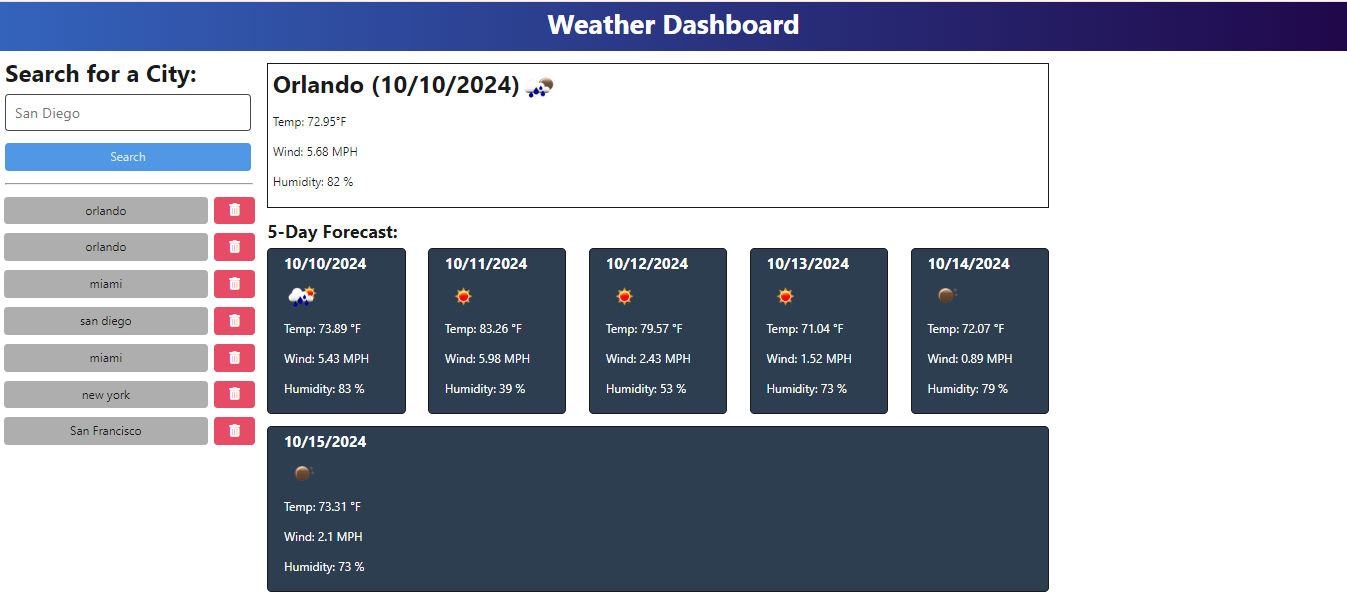 Weather Dashboard
Search for a City:
San Diego
Search
orlando
orlando
miami
san diego
miami
new york
San Francisco
Orlando (10/10/2024)
Temp: 72.95°F
Wind: 5.68 MPH
Humidity: 82 %
5-Day Forecast:
10/10/2024
Temp: 73.89 °F
Wind: 5.43 MPH
Humidity: 83 %
10/11/2024
Temp: 83.26 °F
Wind: 5.98 MPH
Humidity: 39 %
10/12/2024
Temp: 79.57 °F
Wind: 2.43 MPH
Humidity: 53 %
10/13/2024
Temp: 71.04 °F
Wind: 1.52 MPH
Humidity: 73 %
10/14/2024
Temp: 72.07 °F
Wind: 0.89 MPH
Humidity: 79 %
10/15/2024
Temp: 73.31 °F
Wind: 2.1 MPH
Humidity: 73 %